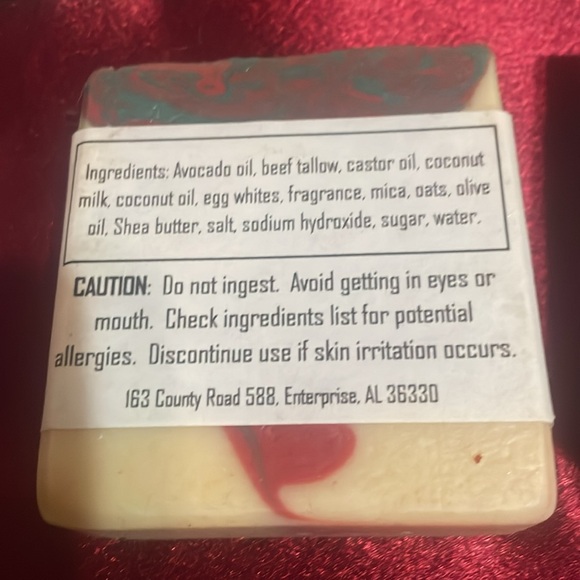 Ingredients: Avocado oil, beef tallow, castor oil, coconut
milk, coconut oil, egg whites, fragrance, mica, oats, olive
oil, Shea butter, salt, sodium hydroxide, sugar, water.
CAUTION: Do not ingest. Avoid getting in eyes or
mouth. Check ingredients list for potential
allergies. Discontinue use if skin irritation occurs.
163 County Road 588, Enterprise, AL 36330